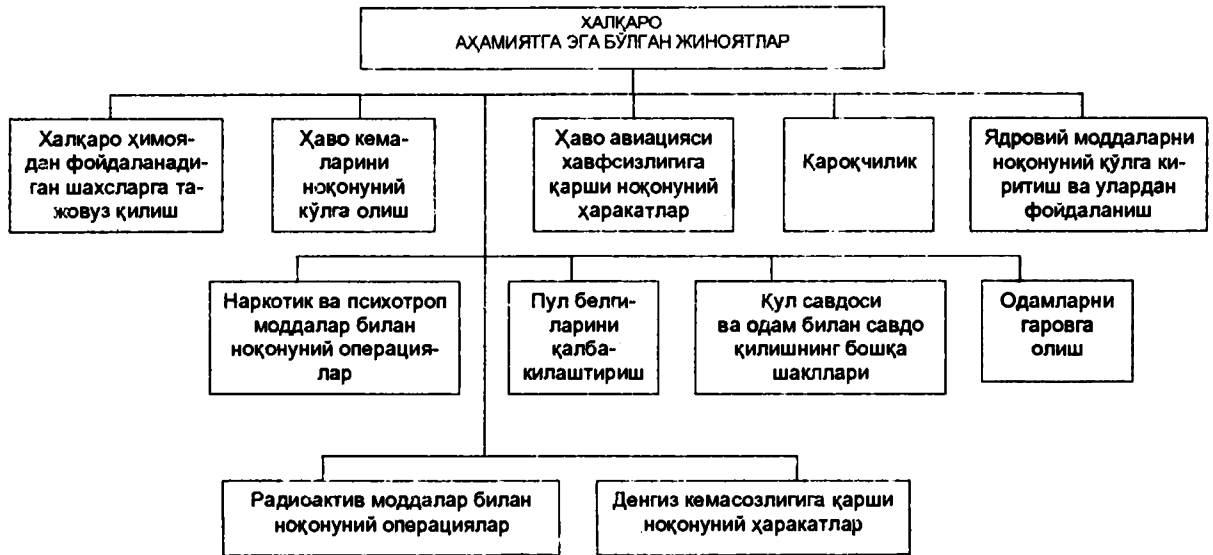 ХАЛҚАРО
АҲАМИЯТГА ЭГА БЎЛГАН ЖИНОЯТЛАР
Халқаро ҳимоя-
дан фойдаланади-
ган шахсларга та-
жовуз қилиш
Ҳаво кема-
ларини
ноқонуний
қўлга олиш
Ҳаво авиацияси
хавфсизлигига
қарши ноқонуний
ҳаракатлар
Қароқчилик
Ядровий моддаларни
ноқонуний қўлга ки-
ритиш ва улардан
фойдаланиш
Наркотик ва психотроп
моддалар билан
ноқонуний операция-
лар
Пул белги-
ларини
қалба-
килаштириш
Қул савдоси
ва одам билан савдо
қилишнинг бошқа
шакллари
Одамларни
гаровга
олиш
Радиоактив моддалар билан
ноқонуний операциялар
Денгиз кемасозлигига қарши
ноқонуний ҳаракатлар